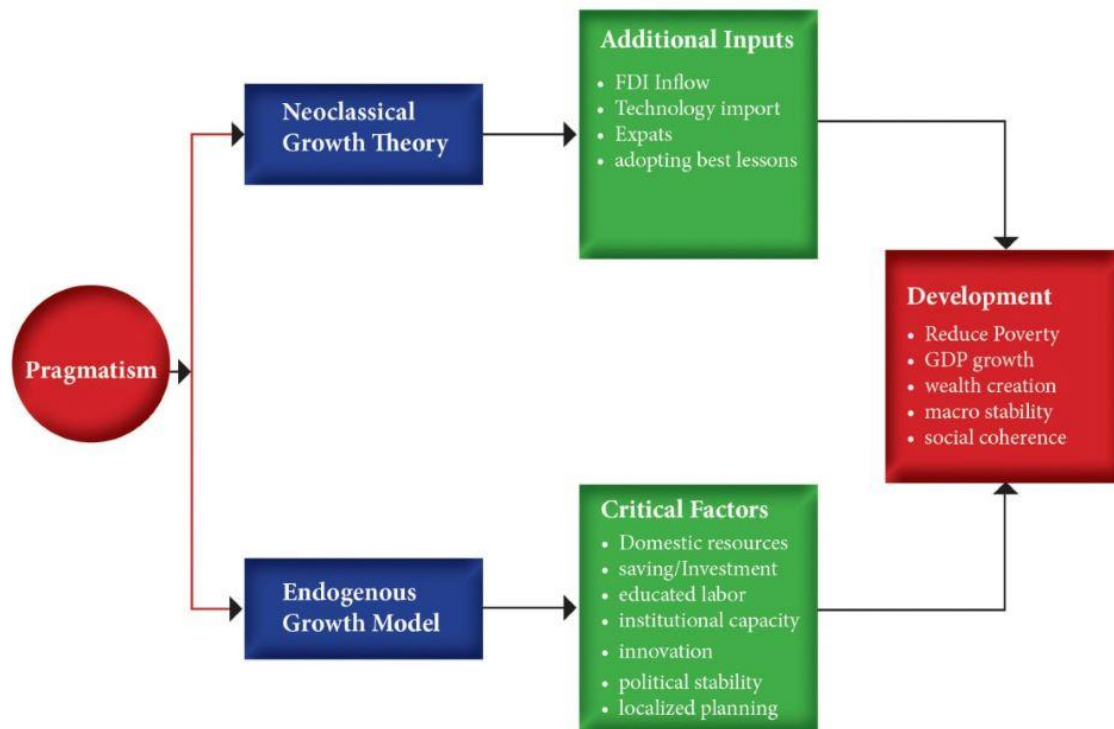 Pragmatism
Neoclassical
Growth Theory
Additional Inputs
• FDI Inflow
• Technology import
• Expats
• adopting best lessons
Endogenous
Growth Model
Critical Factors
• Domestic resources
• saving/Investment
• educated labor
• institutional capacity
• innovation
• political stability
• localized planning
Development
• Reduce Poverty
• GDP growth
• wealth creation
• macro stability
• social coherence